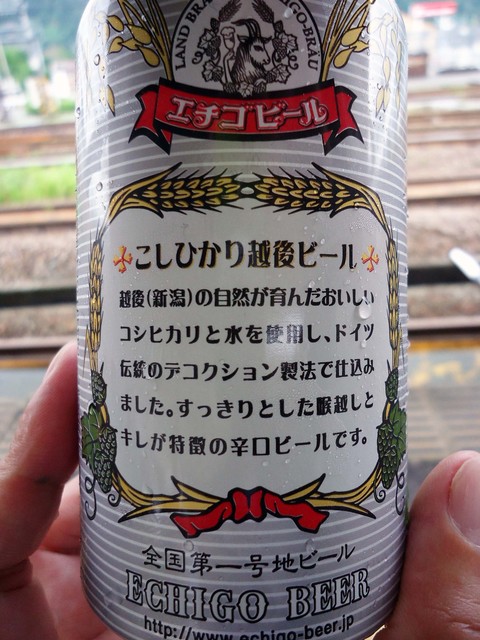 LAND BRÄU ECHIGO-BRÄU
エチゴビール
こしひかり越後ビール
越後(新潟)の自然が育んだおいしい
コシヒカリと水を使用し、ドイツ
伝統のデコクション製法で仕込み
ました。すっきりとした喉越しと
キレが特徴の辛口ビールです。
全国第一号地ビール
ECHIGO BEER
http://www.echigo-beer.jp